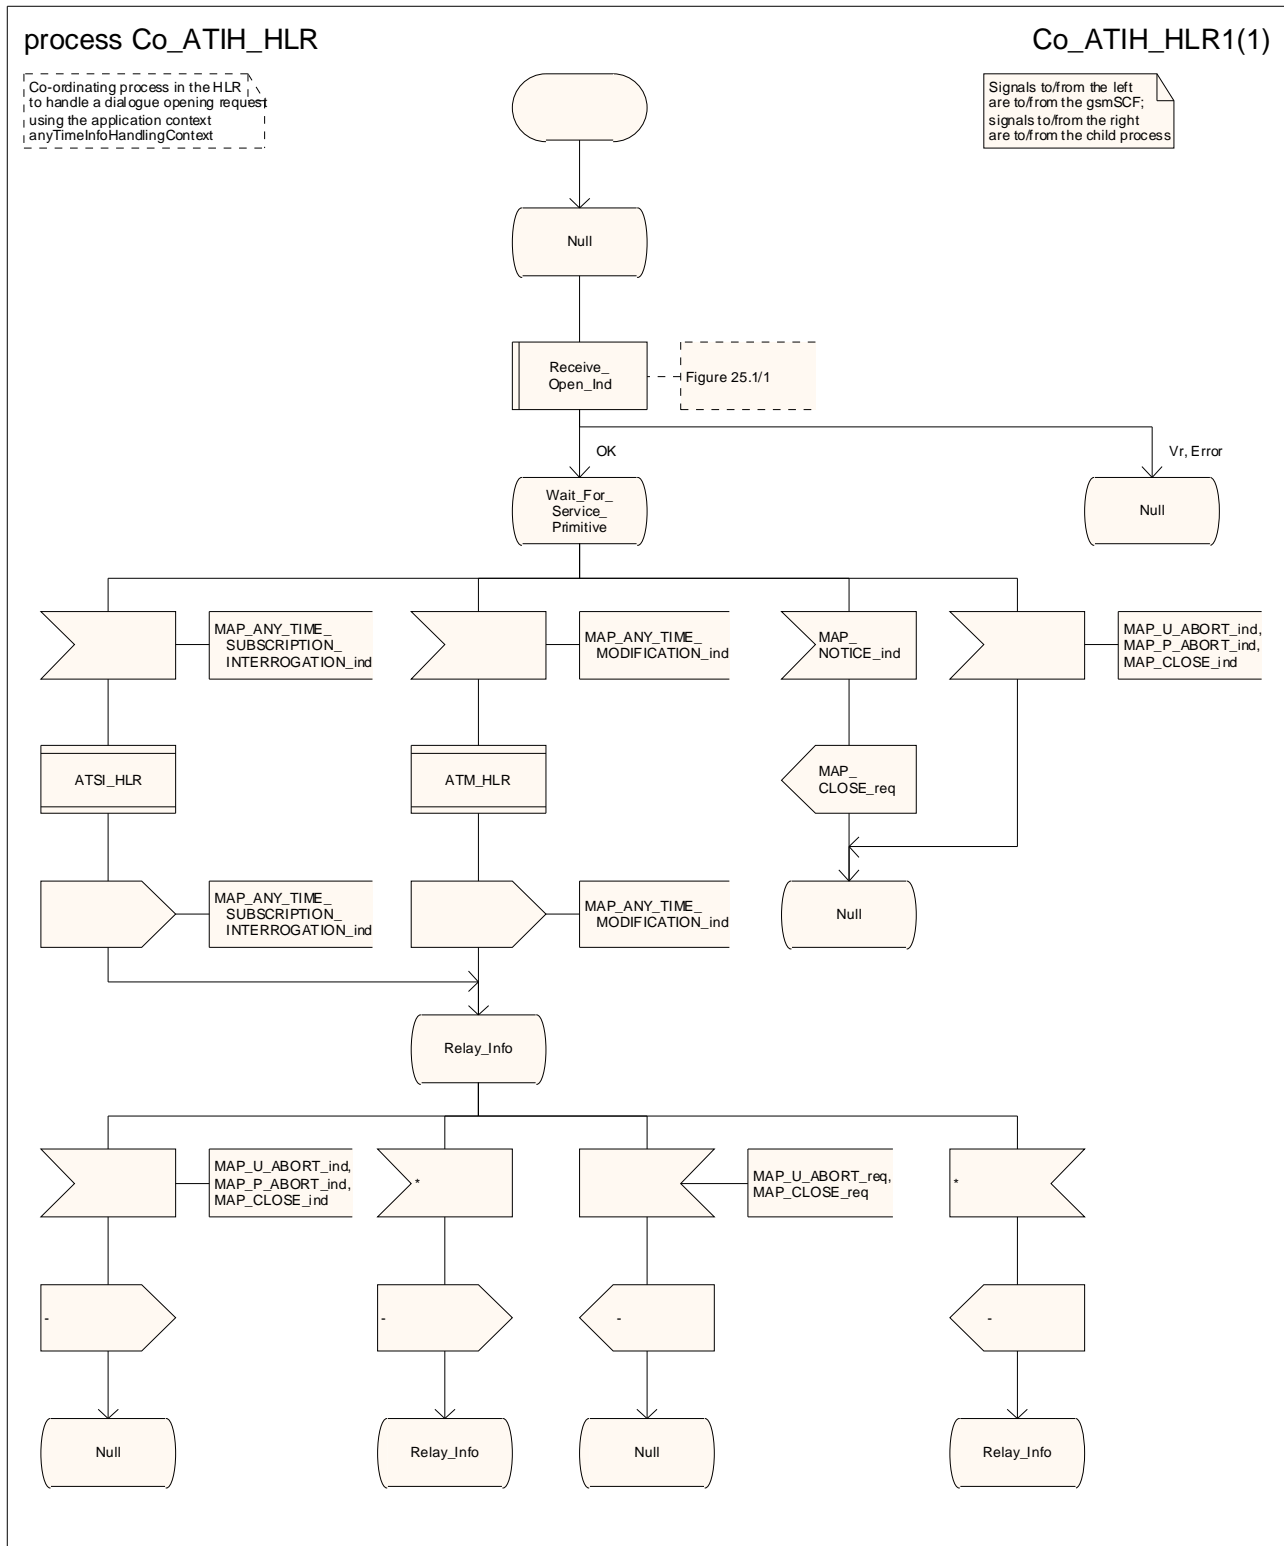 process Co_ATIH_HLR
Co_ATIH_HLR1(1)
Co-ordinating process in the HLR
to handle a dialogue opening request
using the application context
anyTimeInfoHandlingContext
Signals to/from the left
are to/from the gsmSCF;
signals to/from the right
are to/from the child process
Null
Receive_
Open_Ind
Figure 25.1/1
OK
Vr, Error
Wait_For_
Service_
Primitive
Null
MAP_ANY_TIME_
SUBSCRIPTION_
INTERROGATION_ind
MAP_ANY_TIME_
MODIFICATION_ind
MAP_
NOTICE_ind
MAP_U_ABORT_ind,
MAP_P_ABORT_ind,
MAP_CLOSE_ind
ATSI_HLR
ATM_HLR
MAP_
CLOSE_req
MAP_ANY_TIME_
SUBSCRIPTION_
INTERROGATION_ind
MAP_ANY_TIME_
MODIFICATION_ind
Null
Relay_Info
MAP_U_ABORT_ind,
MAP_P_ABORT_ind,
MAP_CLOSE_ind
*
MAP_U_ABORT_req,
MAP_CLOSE_req
*
-
-
-
-
Null
Relay_Info
Null
Relay_Info